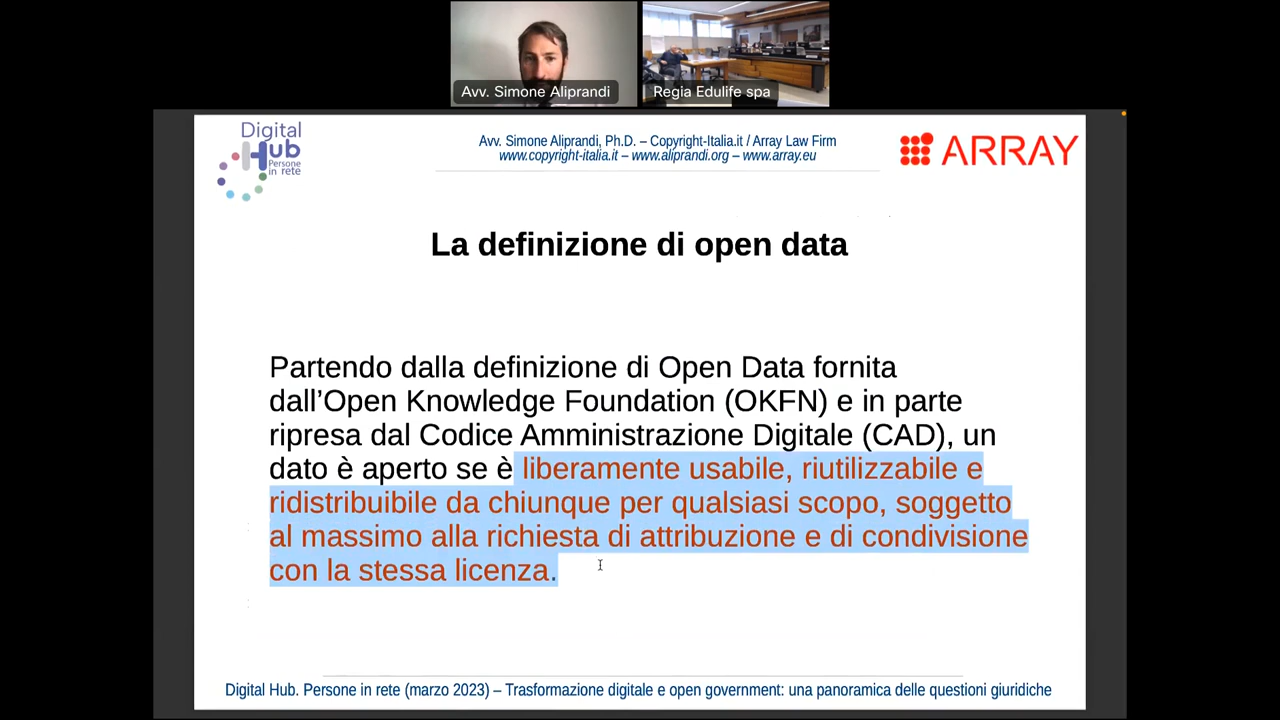 Avv. Simone Aliprandi
Regia Edulife spa
Digital
Hub
Persone
in rete
Avv. Simone Aliprandi, Ph.D. – Copyright-Italia.it / Array Law Firm
www.copyright-italia.it – www.aliprandi.org – www.array.eu
ARRAY
La definizione di open data
Partendo dalla definizione di Open Data fornita
dall’Open Knowledge Foundation (OKFN) e in parte
ripresa dal Codice Amministrazione Digitale (CAD), un
dato è aperto se è liberamente usabile, riutilizzabile e
ridistribuibile da chiunque per qualsiasi scopo, soggetto
al massimo alla richiesta di attribuzione e di condivisione
con la stessa licenza.
Digital Hub. Persone in rete (marzo 2023) – Trasformazione digitale e open government: una panoramica delle questioni giuridiche